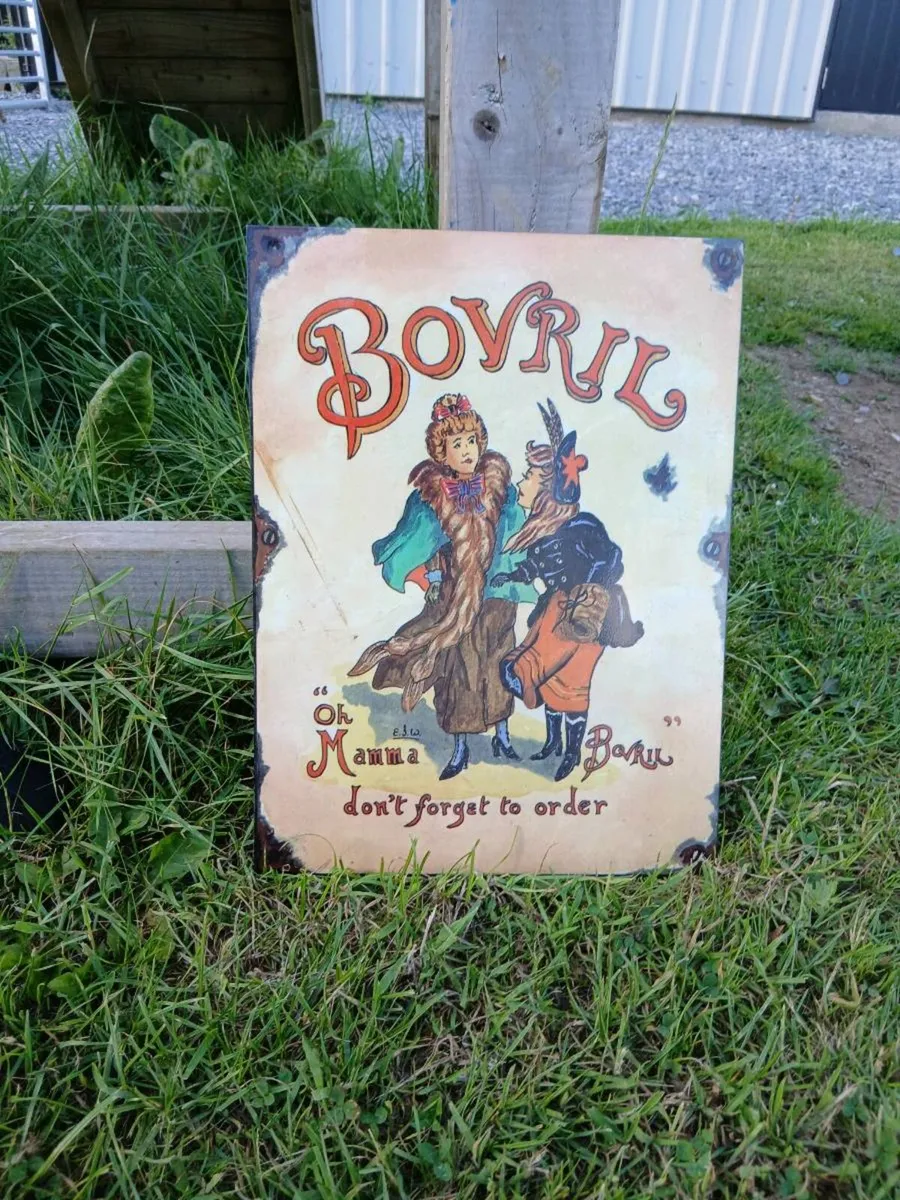 BOVRIL
"Oh
E.S.W.
Mamma Bovril"
don't forget to order